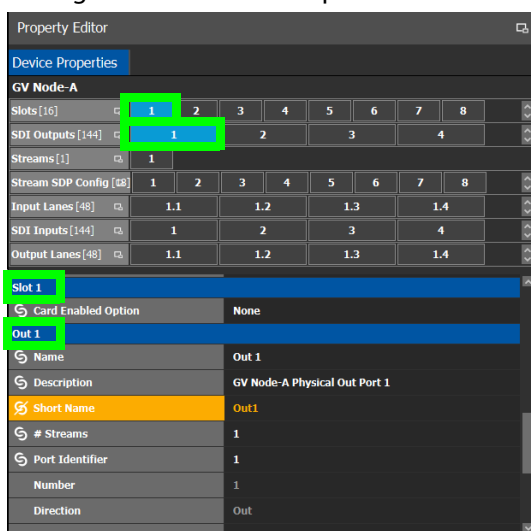 Property Editor
Device Properties
GV Node-A
Slots [16] 1 2 3 4 5 6 7 8
SDI Outputs [144] 1 2 3 4
Streams [1] 1
Stream SDP Config [18] 1 2 3 4 5 6 7 8
Input Lanes [48] 1.1 1.2 1.3 1.4
SDI Inputs [144] 1 2 3 4
Output Lanes [48] 1.1 1.2 1.3 1.4
Slot 1
Card Enabled Option None
Out 1
Name Out 1
Description GV Node-A Physical Out Port 1
Short Name Out1
# Streams 1
Port Identifier 1
Number 1
Direction Out